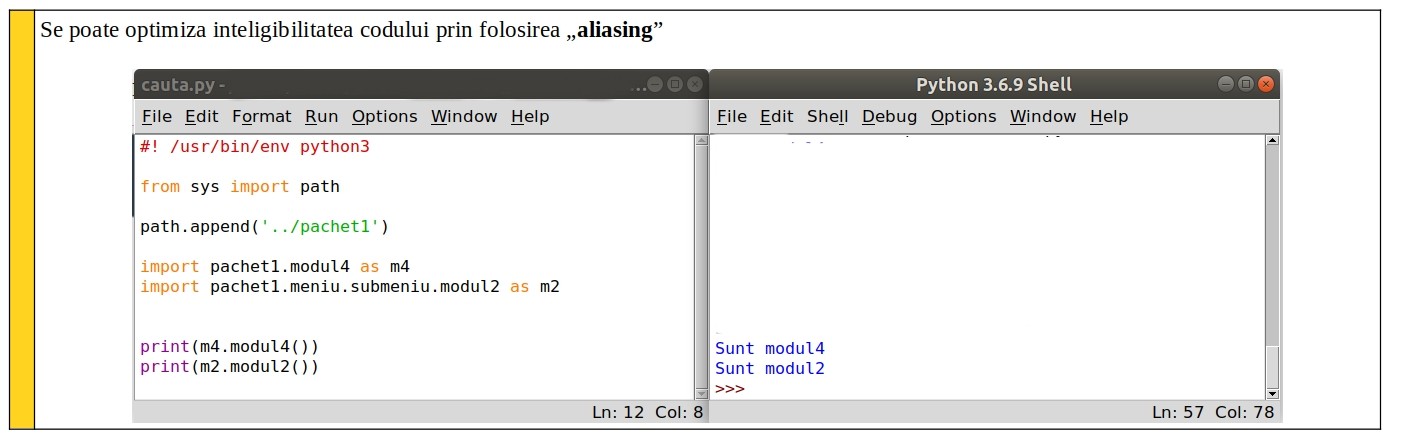 Se poate optimiza inteligibilitatea codului prin folosirea „aliasing”
cauta.py -
...
Python 3.6.9 Shell
File Edit Format Run Options Window Help
File Edit Shell Debug Options Window Help
#! /usr/bin/env python3
from sys import path
path.append('../pachet1')
import pachet1.modul4 as m4
import pachet1.meniu.submeniu.modul2 as m2
print(m4.modul4())
print(m2.modul2())
Ln: 12 Col: 8
Sunt modul4
Sunt modul2
>>>
Ln: 57 Col: 78